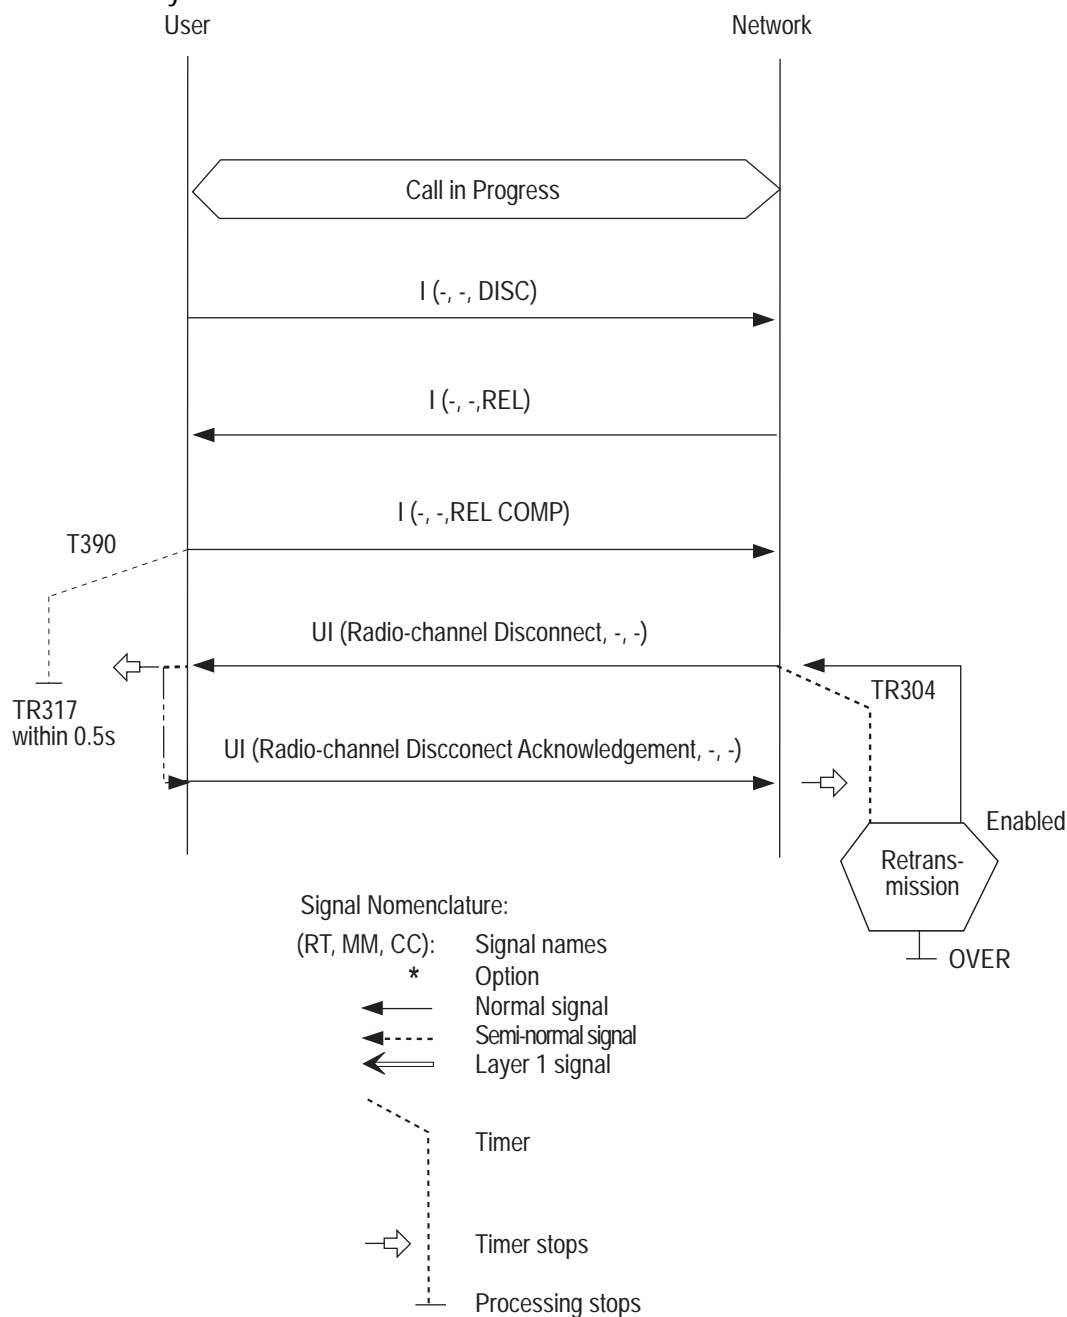 User
Network
Call in Progress
I (-, -, DISC)
I (-, -,REL)
I (-, -,REL COMP)
T390
UI (Radio-channel Disconnect, -, -)
TR304
TR317
within 0.5s
UI (Radio-channel Discconect Acknowledgement, -, -)
Enabled
Retrans-
mission
OVER
Signal Nomenclature:
(RT, MM, CC): Signal names
* Option
Normal signal
Semi-normal signal
Layer 1 signal
Timer
Timer stops
Processing stops